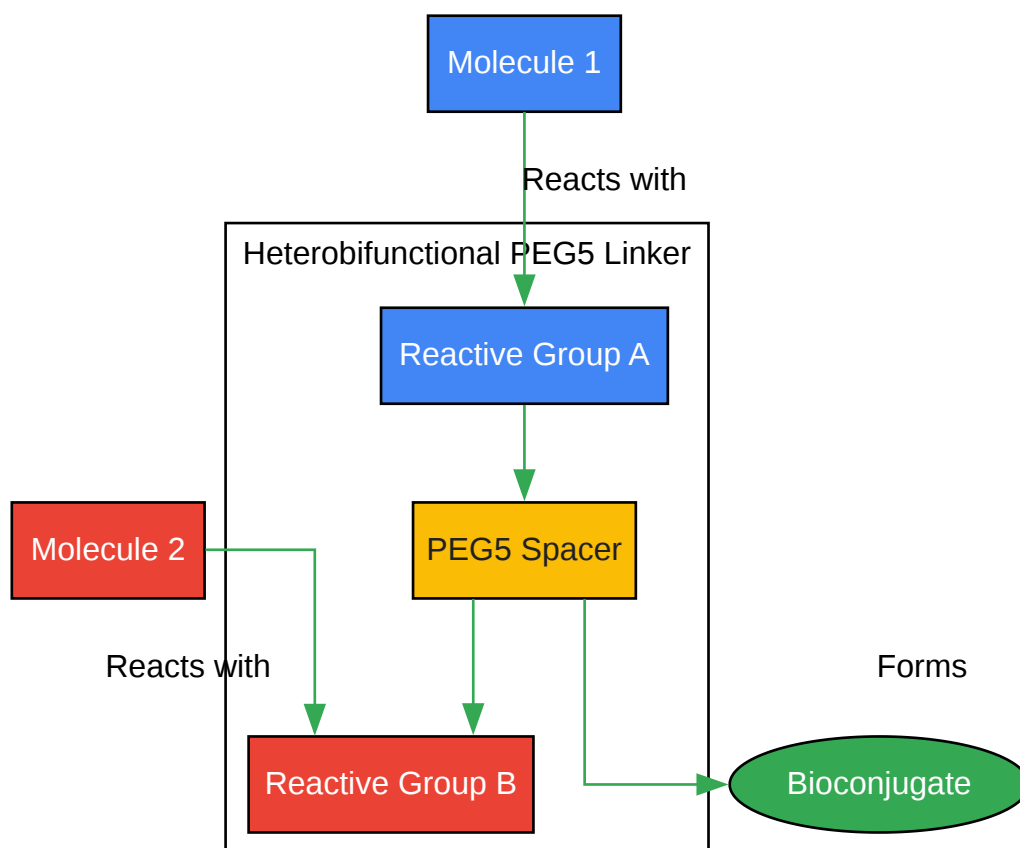 Molecule 1
Reacts with
Heterobifunctional PEG5 Linker
Reactive Group A
Molecule 2
PEG5 Spacer
Reacts with
Forms
Reactive Group B
Bioconjugate